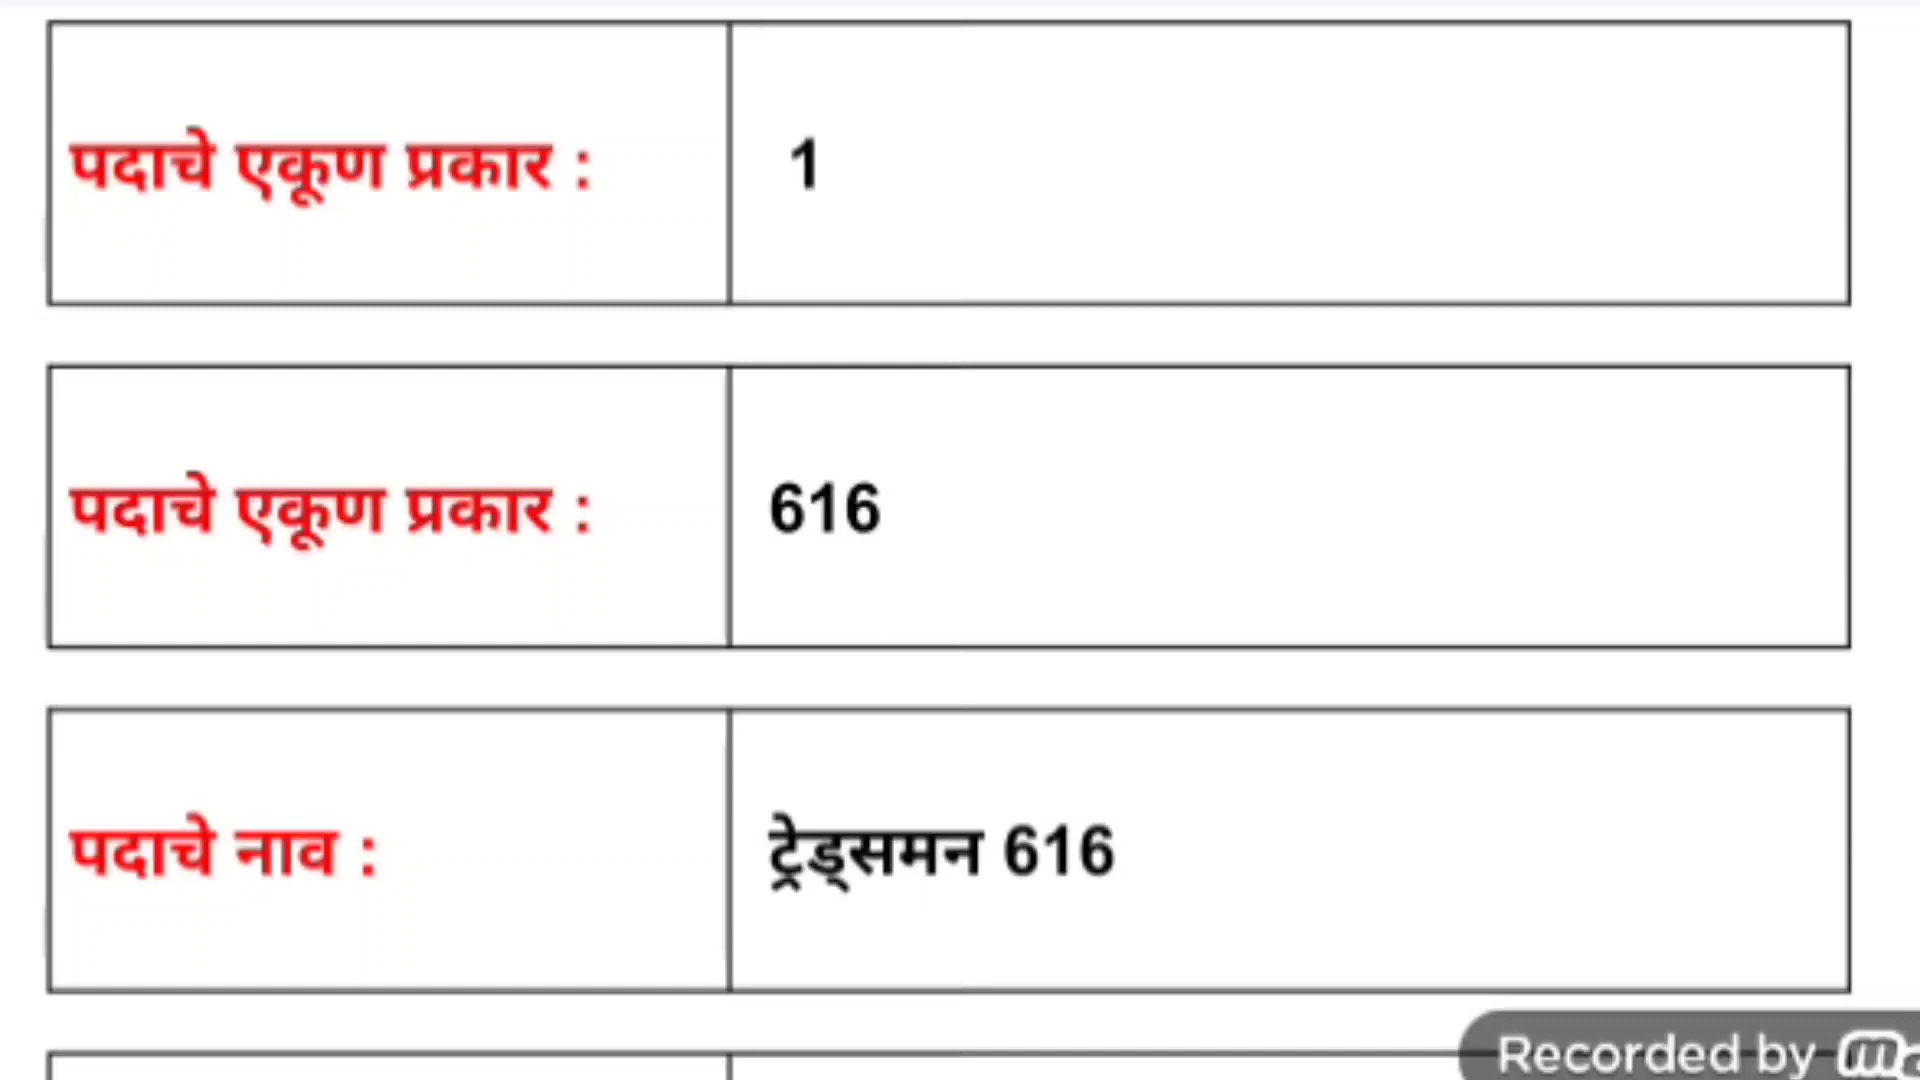 पदाचे एकूण प्रकार : 1
पदाचे एकूण प्रकार : 616
पदाचे नाव : ट्रेड्समन 616
Recorded by